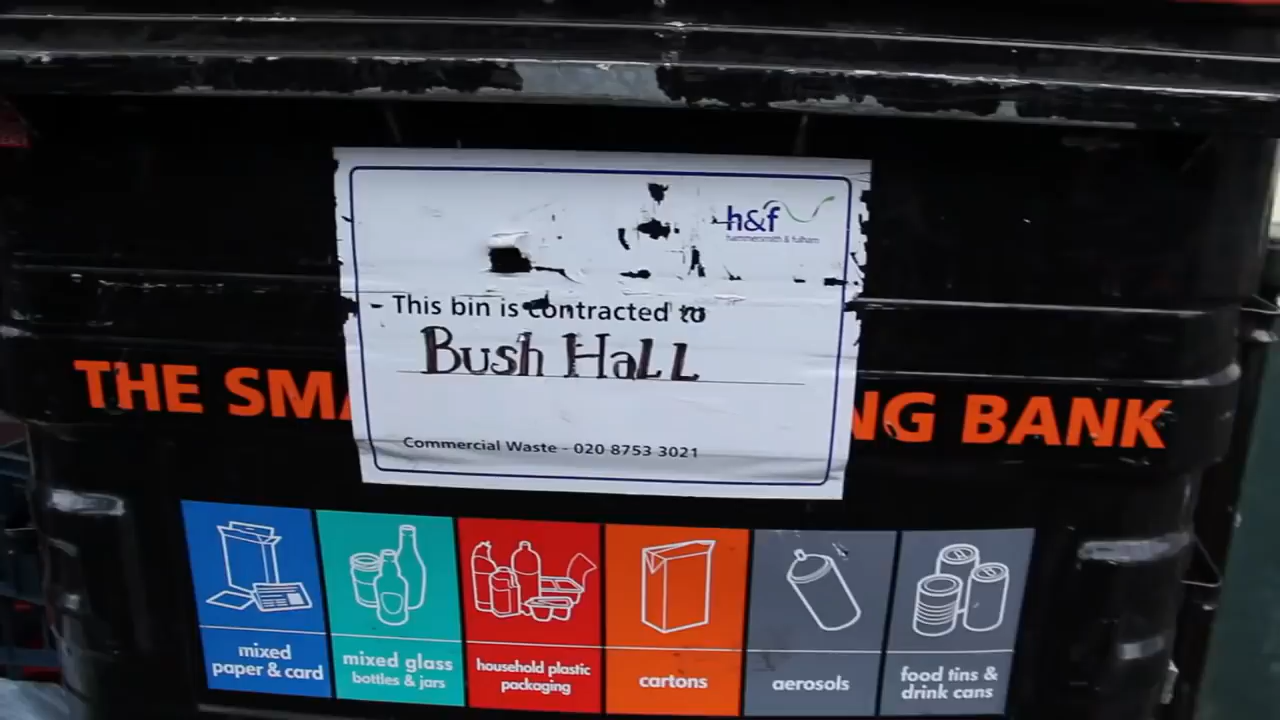 h&f
hammersmith & fulham
This bin is contracted to
Bush HaLL
Commercial Waste - 020 8753 3021
THE SMA NG BANK
mixed
paper & card
mixed glass
bottles & jars
household plastic
packaging
cartons
aerosols
food tins &
drink cans